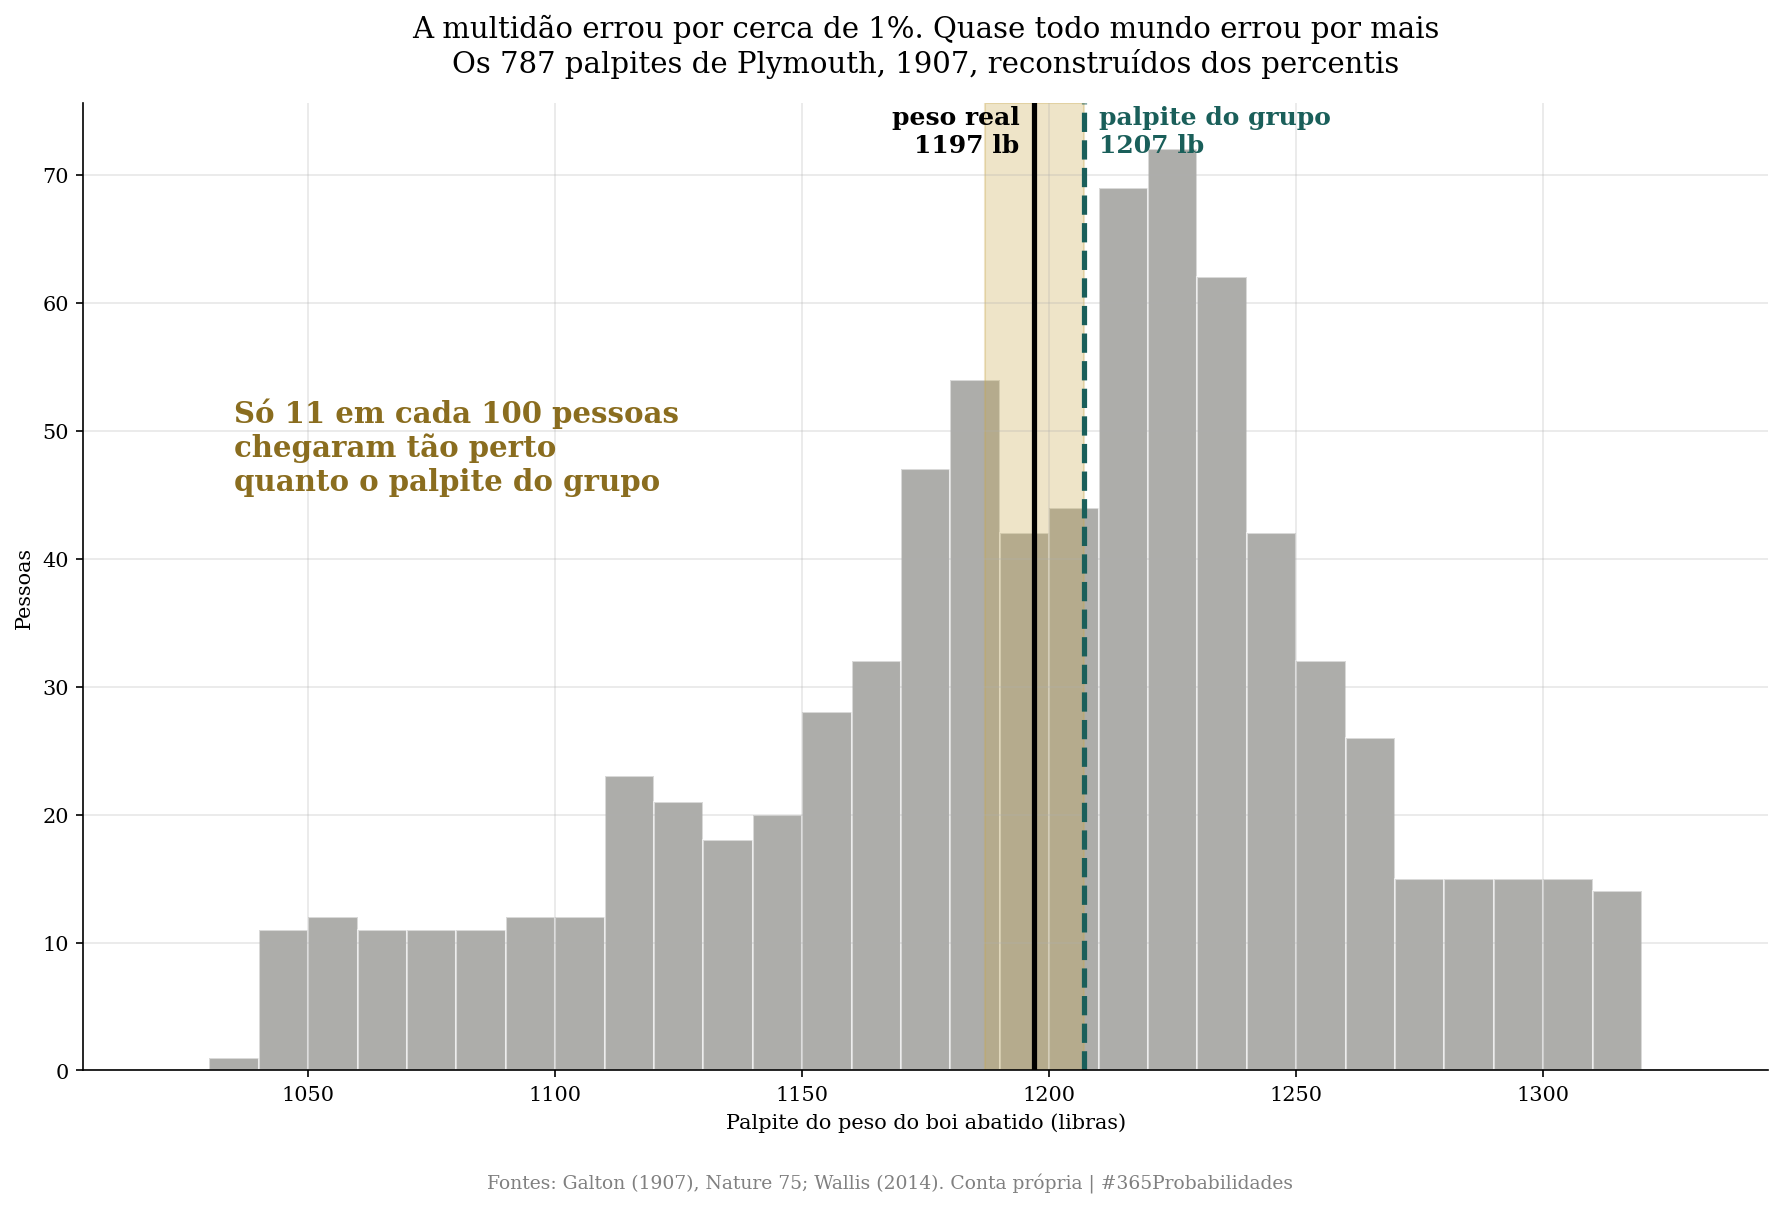 A multidão errou por cerca de 1%. Quase todo mundo errou por mais
Os 787 palpites de Plymouth, 1907, reconstruídos dos percentis
peso real
1197 lb
palpite do grupo
1207 lb
Só 11 em cada 100 pessoas
chegaram tão perto
quanto o palpite do grupo
Pessoas
70
60
50
40
30
20
10
0
1050 1100 1150 1200 1250 1300
Palpite do peso do boi abatido (libras)
Fontes: Galton (1907), Nature 75; Wallis (2014). Conta própria | #365Probabilidades